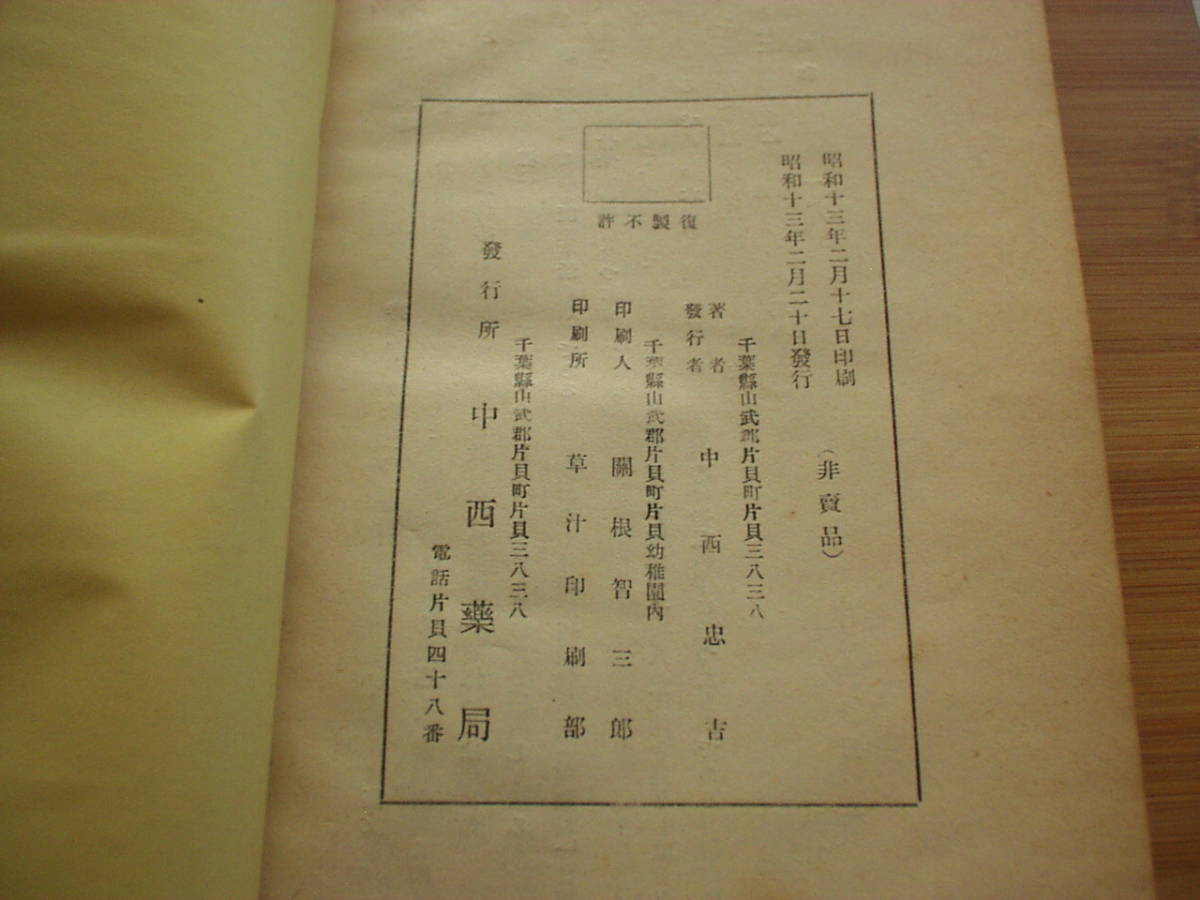 昭和十三年二月十七日印刷
昭和十三年二月二十日發行
(非賣品)
復製不許
千葉縣山武郡片貝町片貝三八三八
著者
發行者
中西忠吉
千葉縣山武郡片貝町片貝幼稚園內
印刷人 關根智三郎
印刷所 草汁印刷部
千葉縣山武郡片貝町片貝三八三八
發行所 中西藥局
電話片貝四十八番